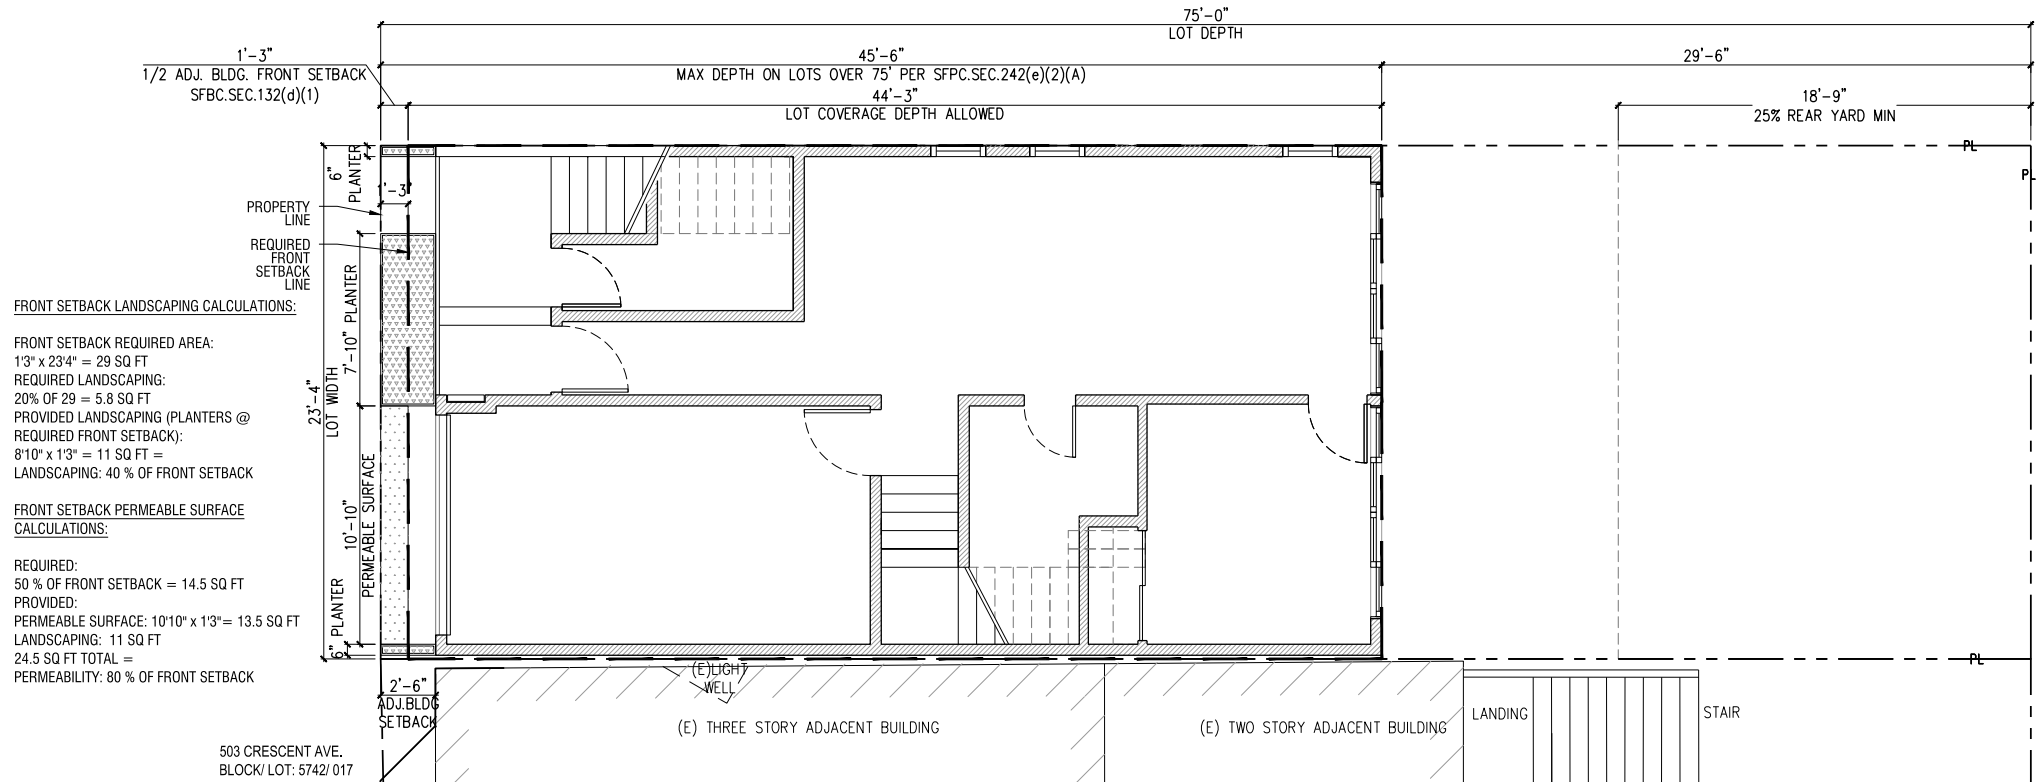 75'-0"
LOT DEPTH
1'-3"
1/2 ADJ. BLDG. FRONT SETBACK
SFBC.SEC.132(d)(1)
45'-6"
MAX DEPTH ON LOTS OVER 75' PER SFPC.SEC.242(e)(2)(A)
29'-6"
44'-3"
LOT COVERAGE DEPTH ALLOWED
18'-9"
25% REAR YARD MIN
PL
PL
6"
PLANTER
1'-3
PROPERTY
LINE
REQUIRED
FRONT
SETBACK
LINE
7'-10" PLANTER
23'-4"
LOT WIDTH
10'-10"
PERMEABLE SURFACE
6" PLANTER
FRONT SETBACK LANDSCAPING CALCULATIONS:
FRONT SETBACK REQUIRED AREA:
1'3" x 23'4" = 29 SQ FT
REQUIRED LANDSCAPING:
20% OF 29 = 5.8 SQ FT
PROVIDED LANDSCAPING (PLANTERS @
REQUIRED FRONT SETBACK):
8'10" x 1'3" = 11 SQ FT =
LANDSCAPING: 40 % OF FRONT SETBACK
FRONT SETBACK PERMEABLE SURFACE
CALCULATIONS:
REQUIRED:
50 % OF FRONT SETBACK = 14.5 SQ FT
PROVIDED:
PERMEABLE SURFACE: 10'10" x 1'3"= 13.5 SQ FT
LANDSCAPING: 11 SQ FT
24.5 SQ FT TOTAL =
PERMEABILITY: 80 % OF FRONT SETBACK
2'-6"
ADJ.BLDG
SETBACK
503 CRESCENT AVE.
BLOCK/ LOT: 5742/ 017
(E)LIGHT
WELL
(E) THREE STORY ADJACENT BUILDING
(E) TWO STORY ADJACENT BUILDING
LANDING
STAIR
PL